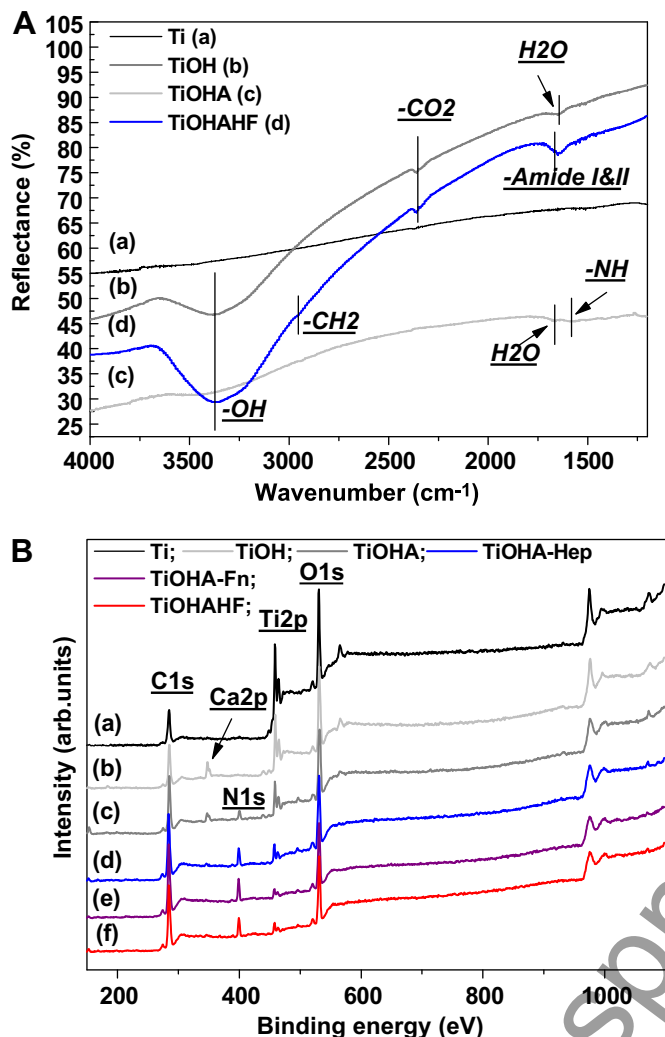 A
Ti (a)
TiOH (b)
TiOHA (c)
TiOHAHF (d)
H2O
-CO2
-Amide I&II
(a)
(b)
(d)
(c)
-CH2
-OH
-NH
H2O
Reflectance (%)
105
100
95
90
85
80
75
70
65
60
55
50
45
40
35
30
25
4000 3500 3000 2500 2000 1500
Wavenumber (cm-1)
B
Ti; TiOH; TiOHA; TiOHA-Hep
TiOHA-Fn;
TiOHAHF;
O1s
Ti2p
C1s
Ca2p
N1s
(a)
(b)
(c)
(d)
(e)
(f)
Intensity (arb.units)
200 400 600 800 1000
Binding energy (eV)